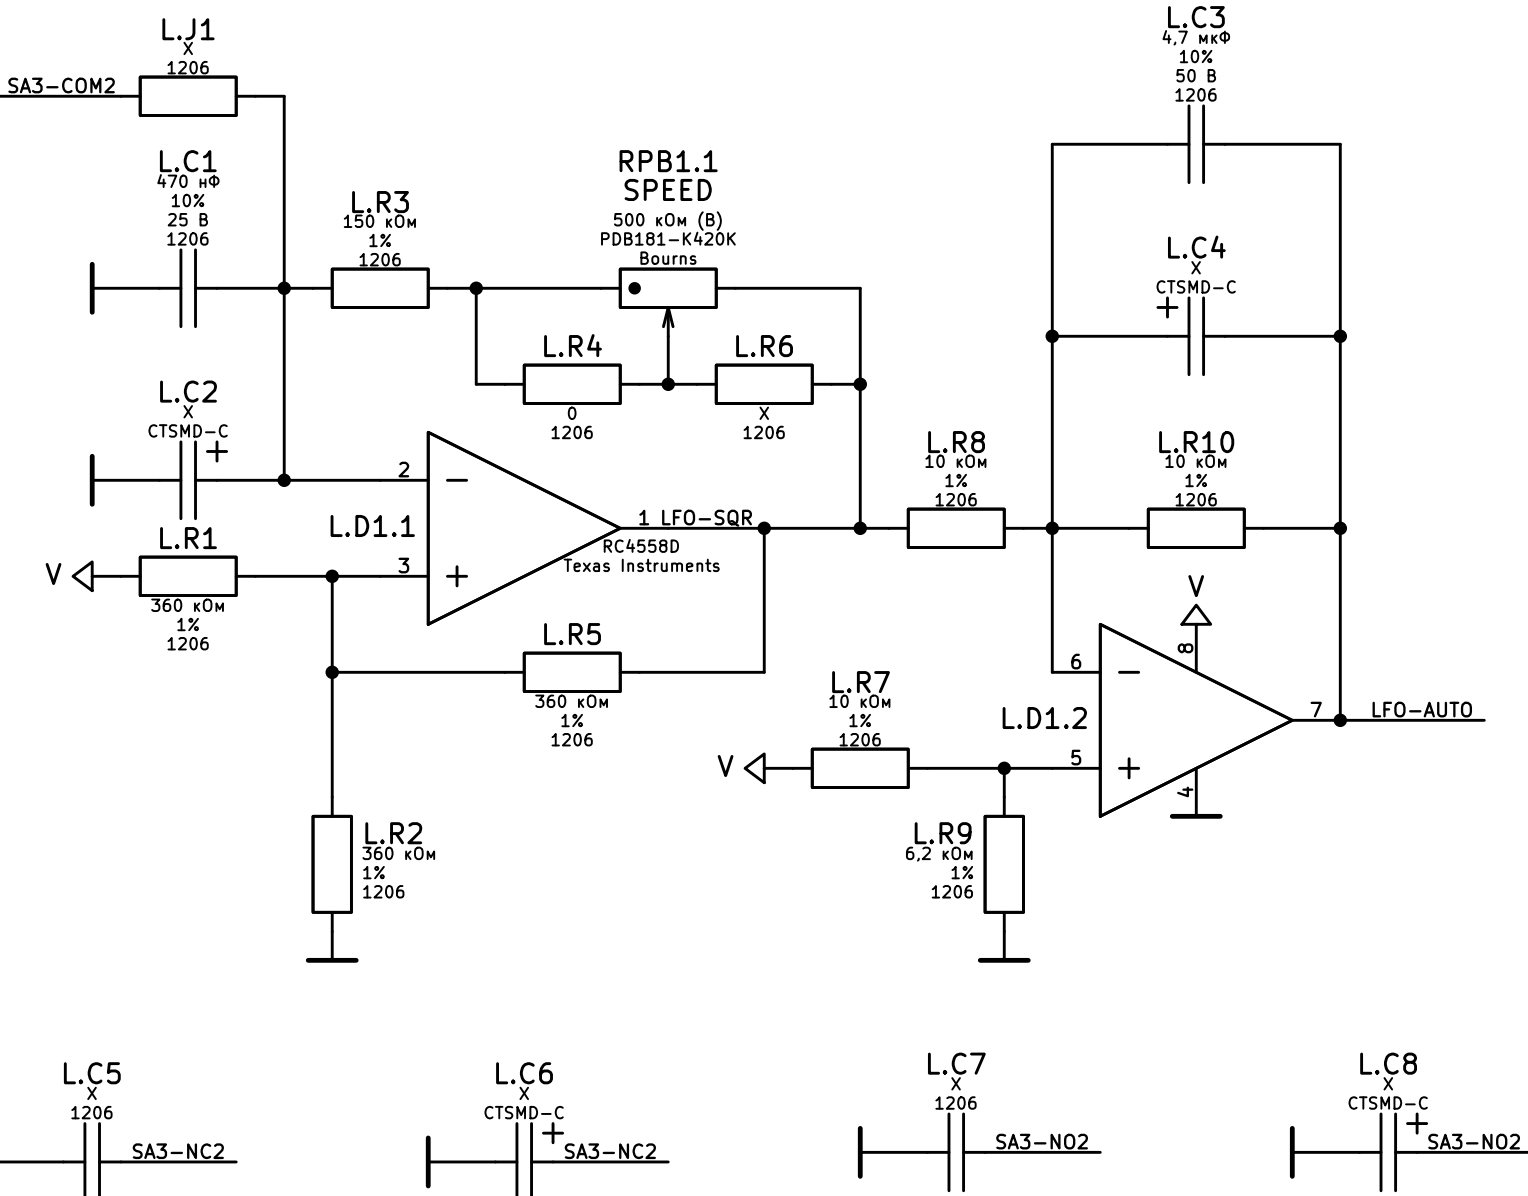 L.J1
X
1206
SA3-COM2
L.C1
470 нФ
10%
25 В
1206
L.R3
150 кОм
1%
1206
RPB1.1
SPEED
500 кОм (B)
PDB181-K420K
Bourns
L.C3
4,7 мкФ
10%
50 В
1206
L.C4
X
CTSMD-C
+
L.R4
0
1206
L.R6
X
1206
L.C2
X
CTSMD-C
+
2
−
L.D1.1
1 LFO-SQR
RC4558D
Texas Instruments
3
+
V
L.R1
360 кОм
1%
1206
L.R5
360 кОм
1%
1206
L.R2
360 кОм
1%
1206
L.R8
10 кОм
1%
1206
L.R10
10 кОм
1%
1206
V
8
6
−
L.D1.2
7
LFO-AUTO
5
+
4
V
L.R7
10 кОм
1%
1206
L.R9
6,2 кОм
1%
1206
L.C5
X
1206
SA3-NC2
L.C6
X
CTSMD-C
+
SA3-NC2
L.C7
X
1206
SA3-NO2
L.C8
X
CTSMD-C
+
SA3-NO2